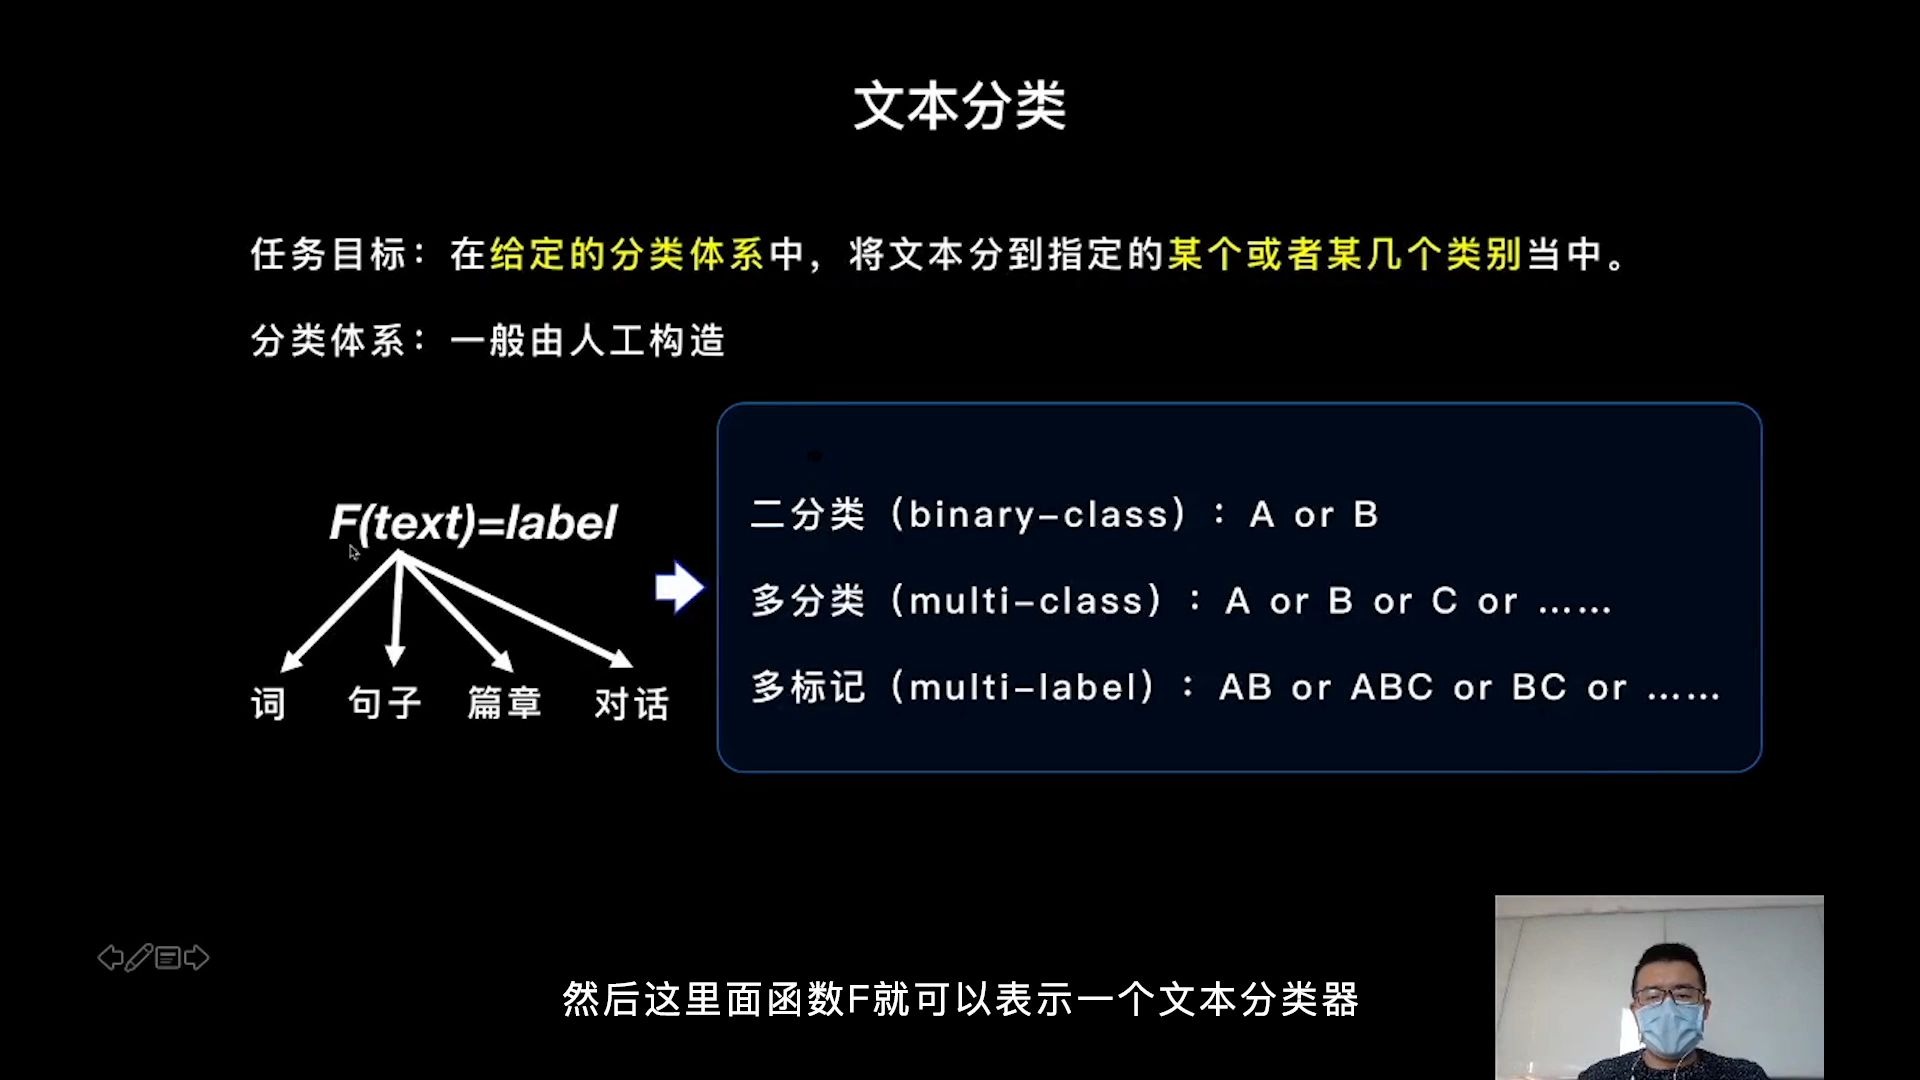 文本分类
任务目标：在给定的分类体系中，将文本分到指定的某个或者某几个类别当中。
分类体系：一般由人工构造
F(text)=label
词 句子 篇章 对话
二分类（binary-class）：A or B
多分类（multi-class）：A or B or C or ……
多标记（multi-label）：AB or ABC or BC or ……
然后这里面函数F就可以表示一个文本分类器